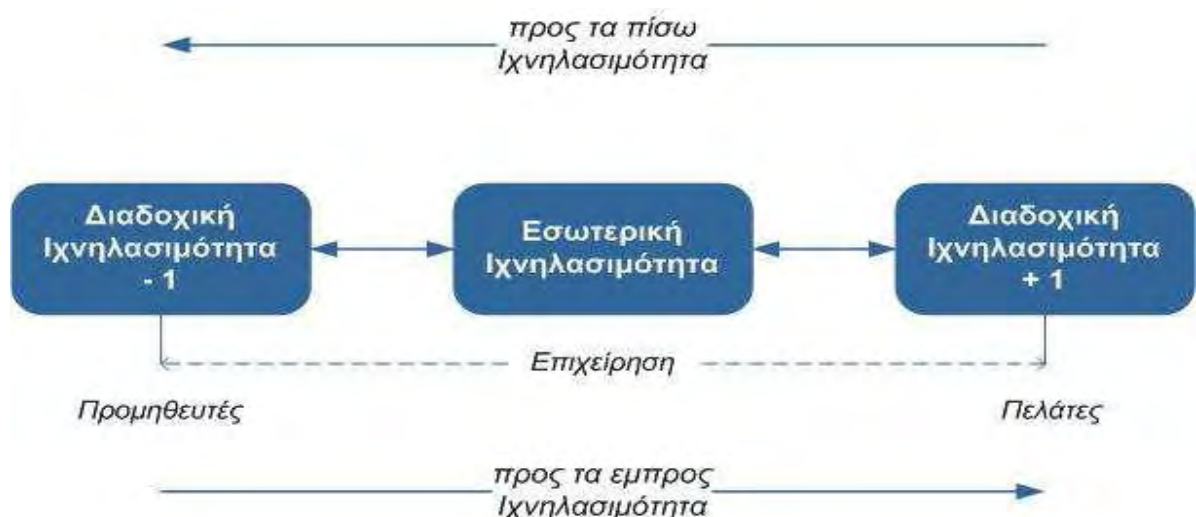 προς τα πίσω
Ιχνηλασιμότητα
Διαδοχική
Ιχνηλασιμότητα
- 1
Εσωτερική
Ιχνηλασιμότητα
Διαδοχική
Ιχνηλασιμότητα
+ 1
Επιχείρηση
Προμηθευτές
Πελάτες
προς τα εμπρος
Ιχνηλασιμότητα